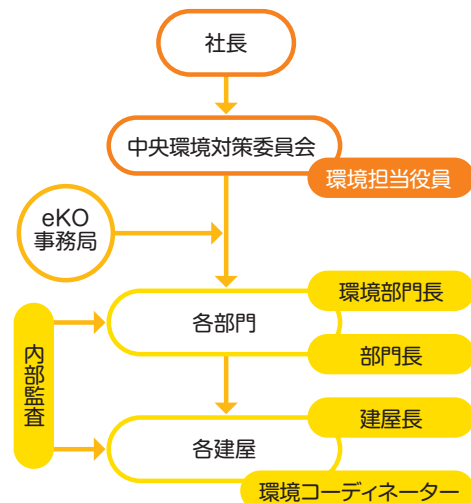 社長
中央環境対策委員会
環境担当役員
eKO
事務局
環境部門長
各部門
部門長
内部監査
建屋長
各建屋
環境コーディネーター